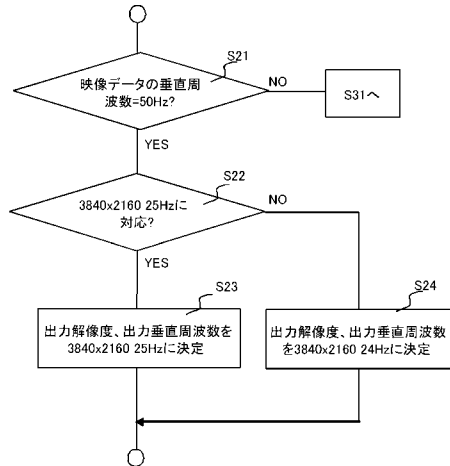 S21
映像データの垂直周
波数=50Hz?
NO
S31へ
YES
S22
3840x2160 25Hzに
対応?
NO
YES
S23
出力解像度、出力垂直周波数を
3840x2160 25Hzに決定
S24
出力解像度、出力垂直周波数
を3840x2160 24Hzに決定